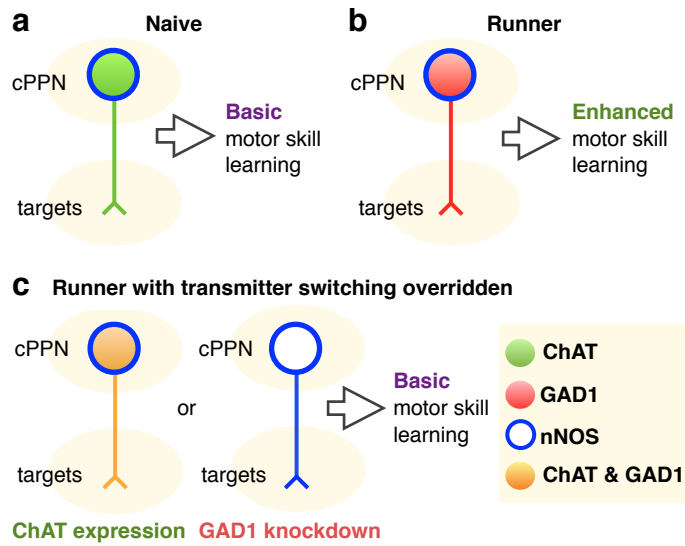 a Naive
cPPN
targets
Basic
motor skill
learning
b Runner
cPPN
targets
Enhanced
motor skill
learning
c Runner with transmitter switching overridden
cPPN
targets
ChAT expression
or
cPPN
targets
GAD1 knockdown
Basic
motor skill
learning
ChAT
GAD1
nNOS
ChAT & GAD1